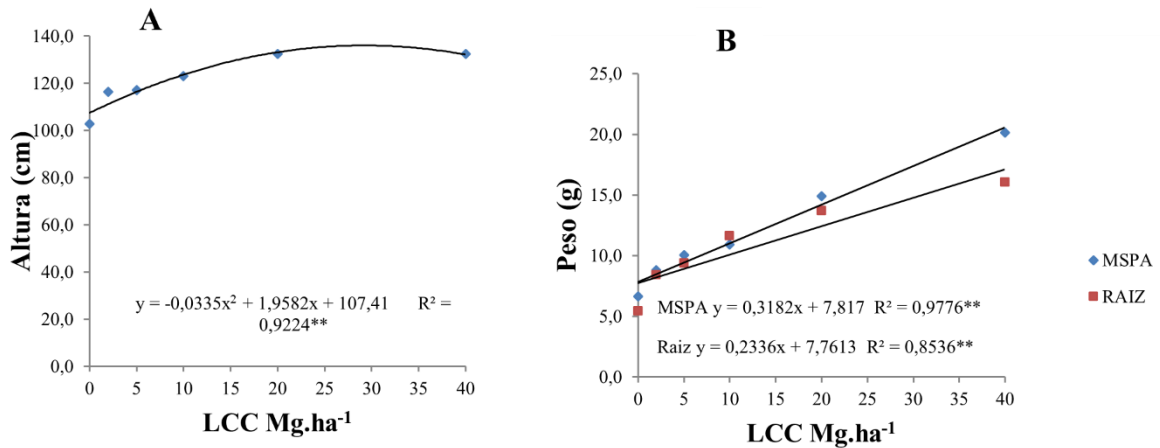 A
140,0
120,0
100,0
80,0
60,0
40,0
20,0
0,0
Altura (cm)
y = -0,0335x² + 1,9582x + 107,41 R² =
0,9224**
0 5 10 15 20 25 30 35 40
LCC Mg.ha⁻¹
B
25,0
20,0
15,0
10,0
5,0
0,0
Peso (g)
MSPA y = 0,3182x + 7,817 R² = 0,9776**
Raiz y = 0,2336x + 7,7613 R² = 0,8536**
0 5 10 15 20 25 30 35 40
LCC Mg.ha⁻¹
MSPA
RAIZ